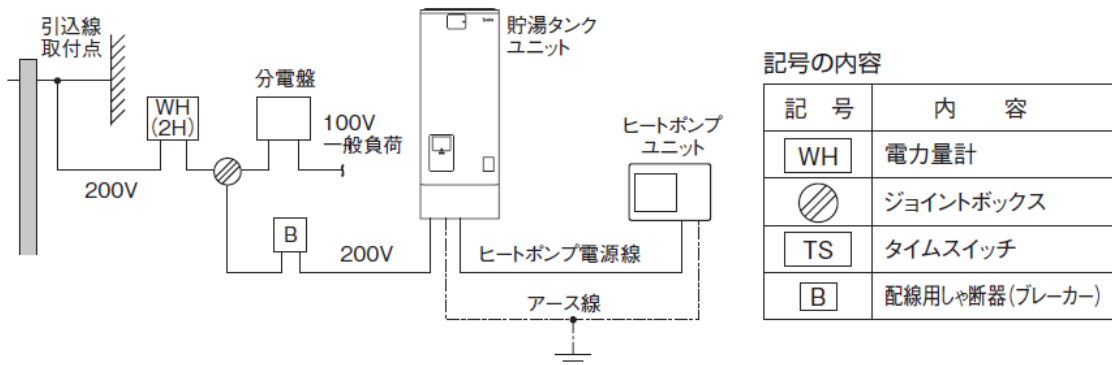 引込線
取付点
WH
(2H)
200V
分電盤
100V
一般負荷
B
200V
貯湯タンク
ユニット
ヒートポンプ
ユニット
ヒートポンプ電源線
アース線
記号の内容
記 号 内 容
WH 電力量計
ジョイントボックス
TS タイムスイッチ
B 配線用しゃ断器(ブレーカー)